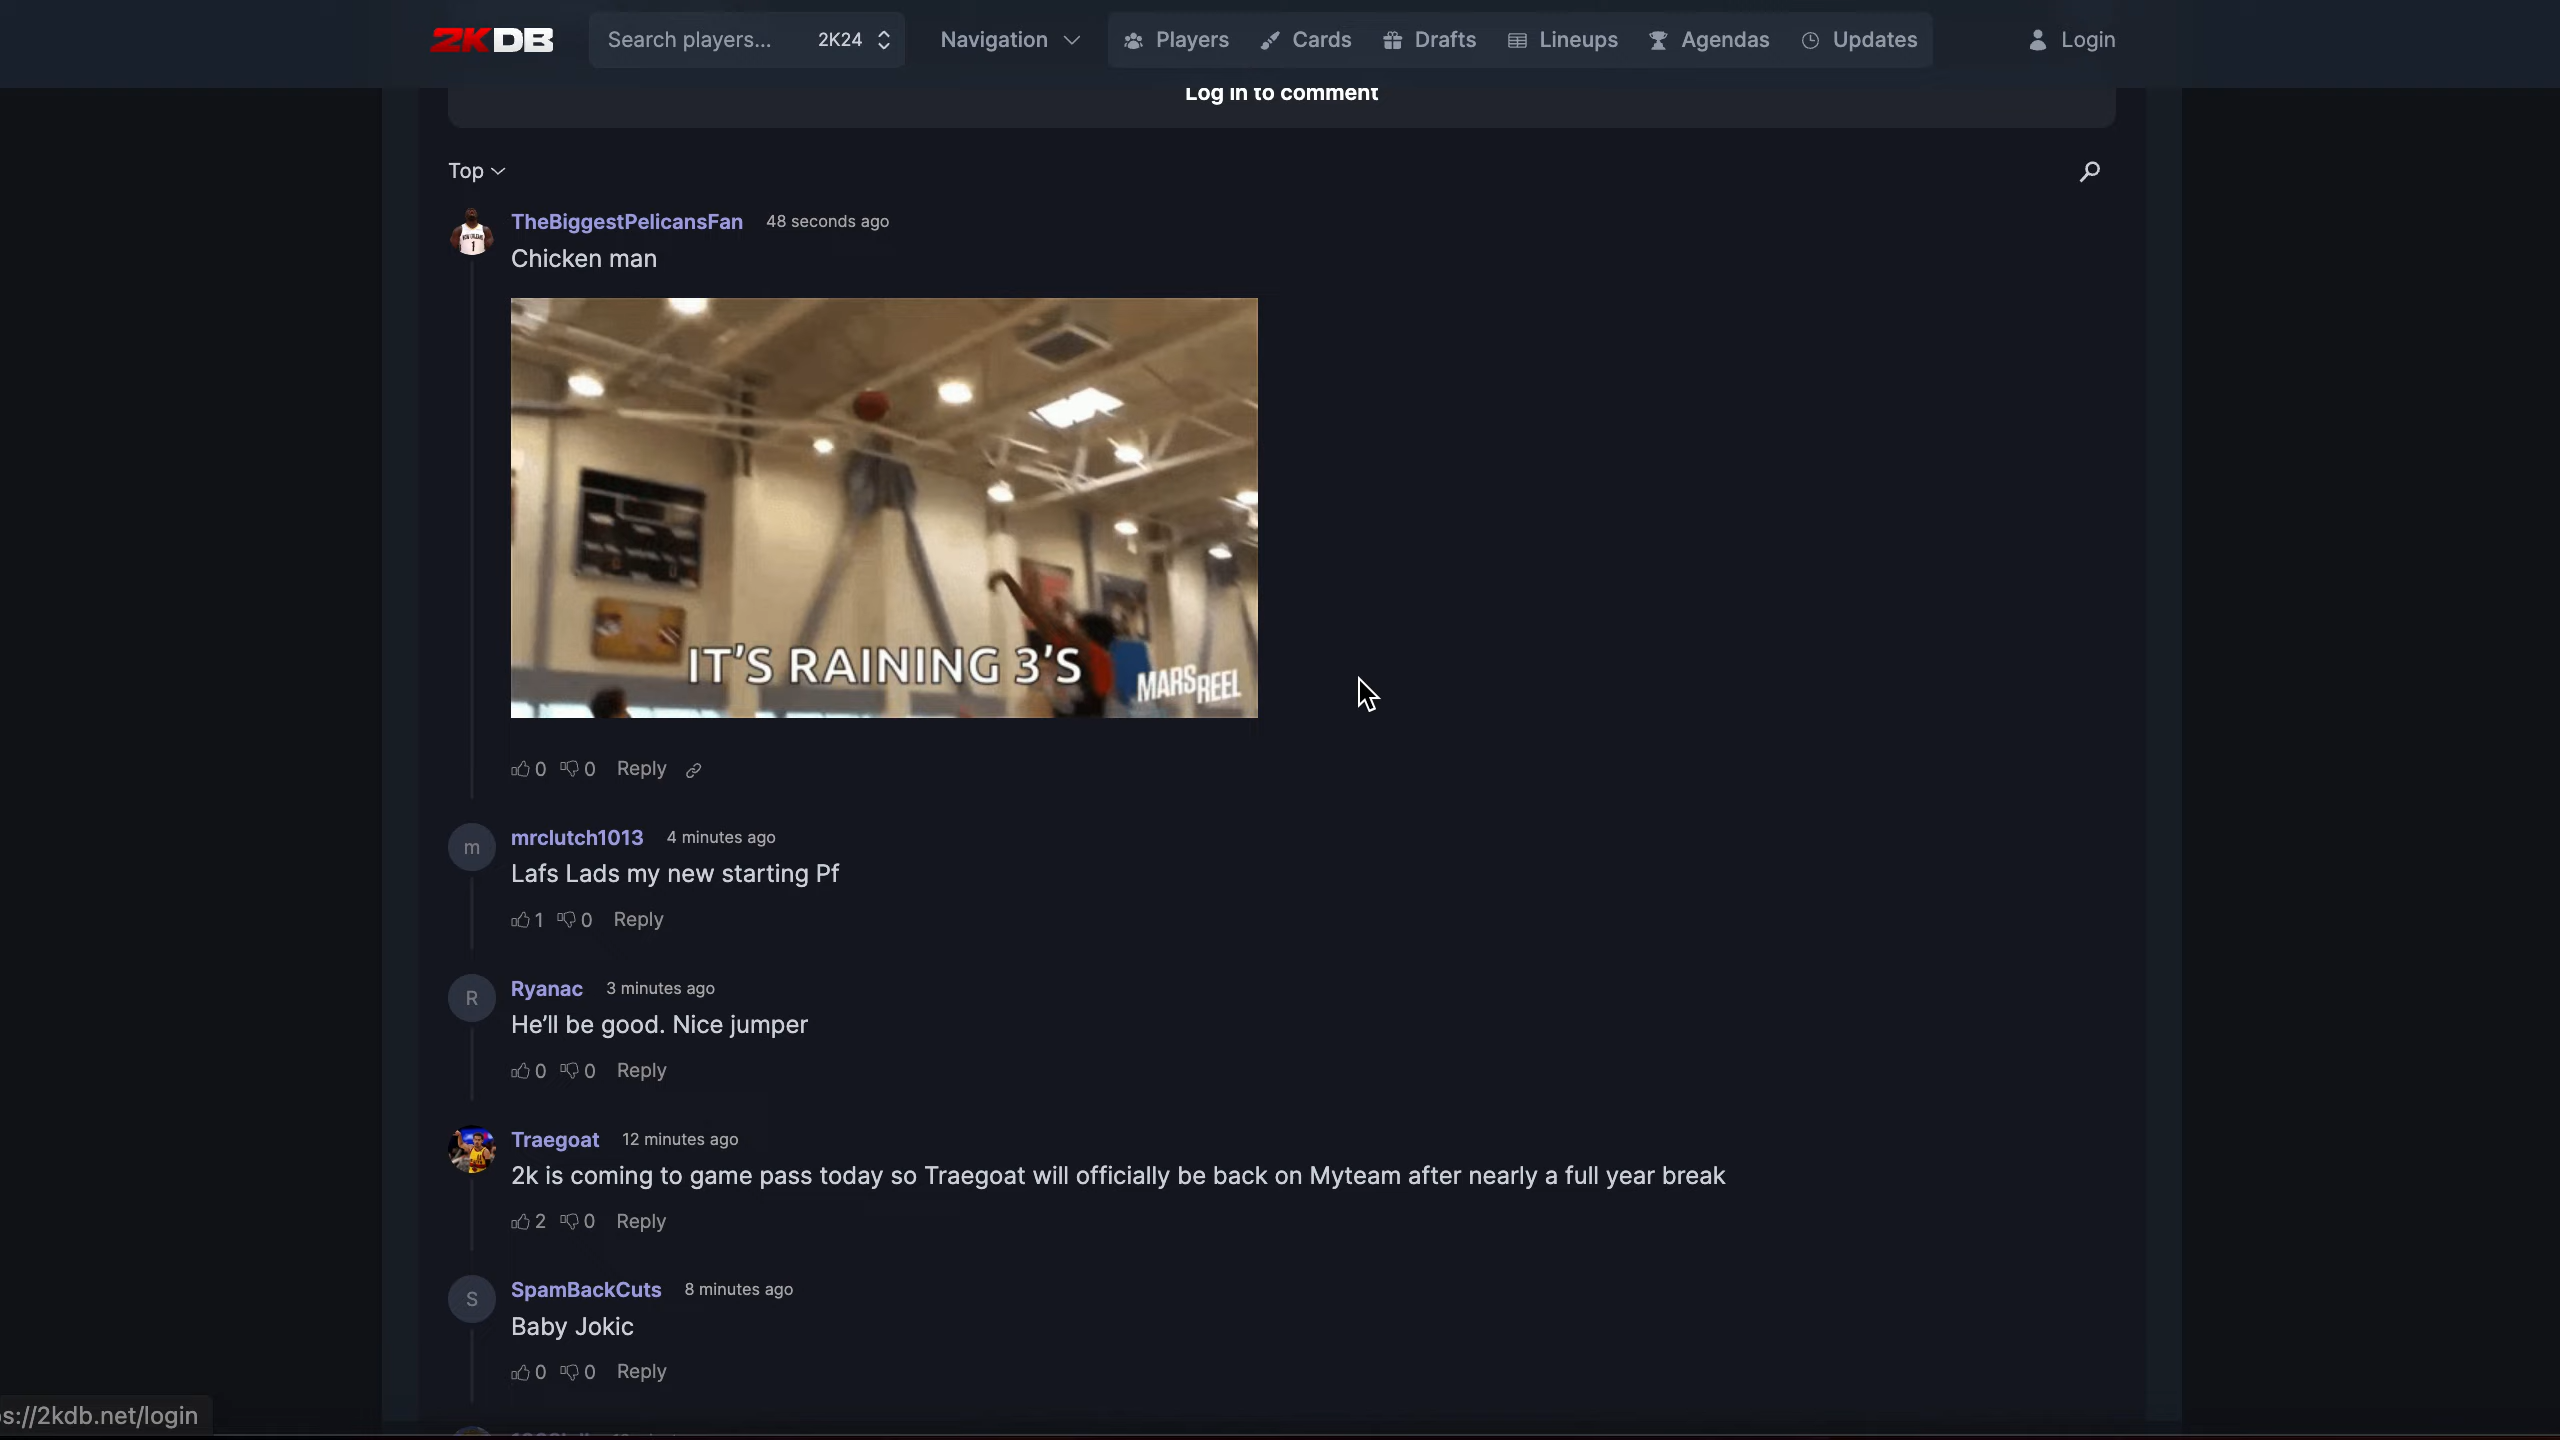 2KDB Search players... 2K24 Navigation Players Cards Drafts Lineups Agendas Updates Login
Log in to comment
Top
TheBiggestPelicansFan 48 seconds ago
Chicken man
IT'S RAINING 3'S
MARS REEL
0 0 Reply
m
mrclutch1013 4 minutes ago
Lafs Lads my new starting Pf
1 0 Reply
R
Ryanac 3 minutes ago
He’ll be good. Nice jumper
0 0 Reply
Traegoat 12 minutes ago
2k is coming to game pass today so Traegoat will officially be back on Myteam after nearly a full year break
2 0 Reply
S
SpamBackCuts 8 minutes ago
Baby Jokic
0 0 Reply
s://2kdb.net/login